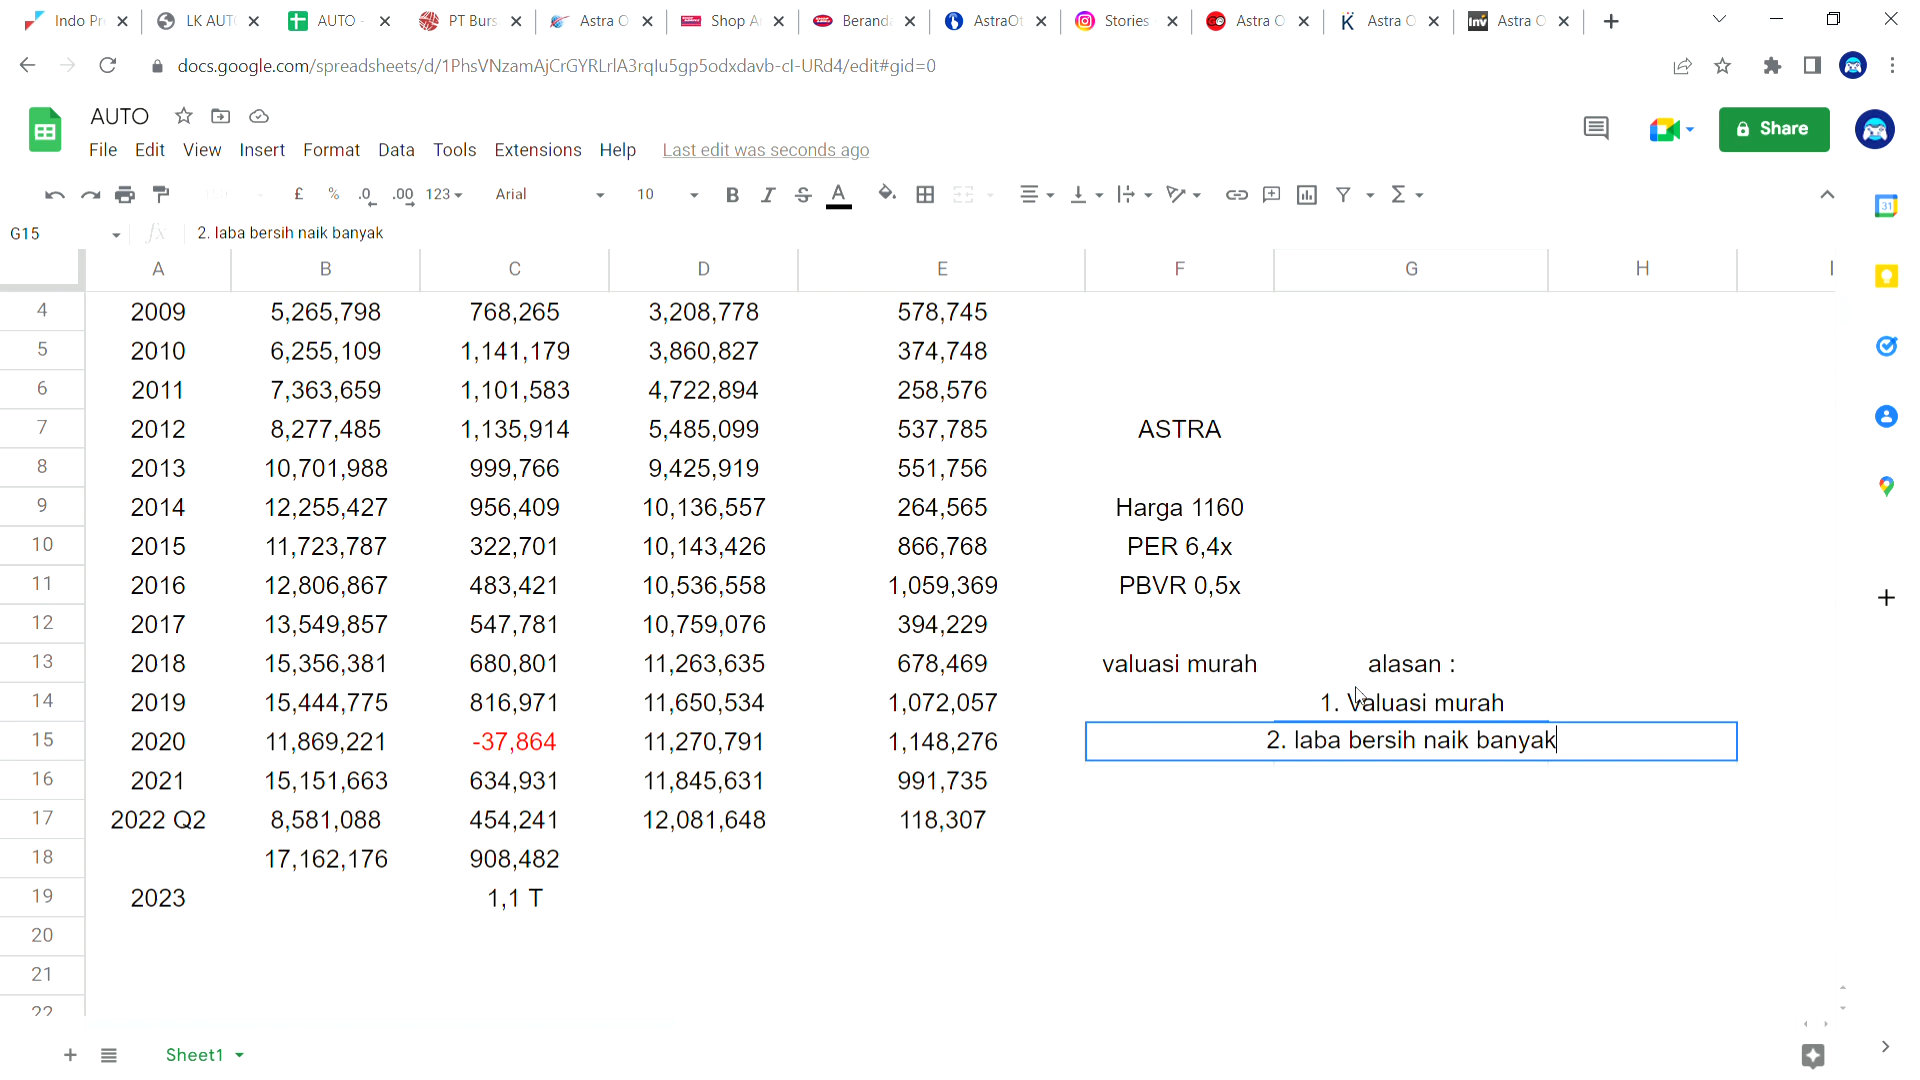 Indo Pr
LK AUT
AUTO -
PT Burs
Astra O
Shop A
Beranda
AstraOt
Stories
Astra O
Astra O
Astra O
docs.google.com/spreadsheets/d/1PhsVNzamAjCrGYRLrlA3rqIu5gp5odxdavb-cI-URd4/edit#gid=0
AUTO
Share
File Edit View Insert Format Data Tools Extensions Help Last edit was seconds ago
£ % .0 .00 123 Arial 10 B I S A
G15 fx 2. laba bersih naik banyak
A B C D E F G H I
4 2009 5,265,798 768,265 3,208,778 578,745
5 2010 6,255,109 1,141,179 3,860,827 374,748
6 2011 7,363,659 1,101,583 4,722,894 258,576
7 2012 8,277,485 1,135,914 5,485,099 537,785 ASTRA
8 2013 10,701,988 999,766 9,425,919 551,756
9 2014 12,255,427 956,409 10,136,557 264,565 Harga 1160
10 2015 11,723,787 322,701 10,143,426 866,768 PER 6,4x
11 2016 12,806,867 483,421 10,536,558 1,059,369 PBVR 0,5x
12 2017 13,549,857 547,781 10,759,076 394,229
13 2018 15,356,381 680,801 11,263,635 678,469 valuasi murah alasan :
14 2019 15,444,775 816,971 11,650,534 1,072,057 1. Valuasi murah
15 2020 11,869,221 -37,864 11,270,791 1,148,276 2. laba bersih naik banyak
16 2021 15,151,663 634,931 11,845,631 991,735
17 2022 Q2 8,581,088 454,241 12,081,648 118,307
18 17,162,176 908,482
19 2023 1,1 T
20
21
22
Sheet1